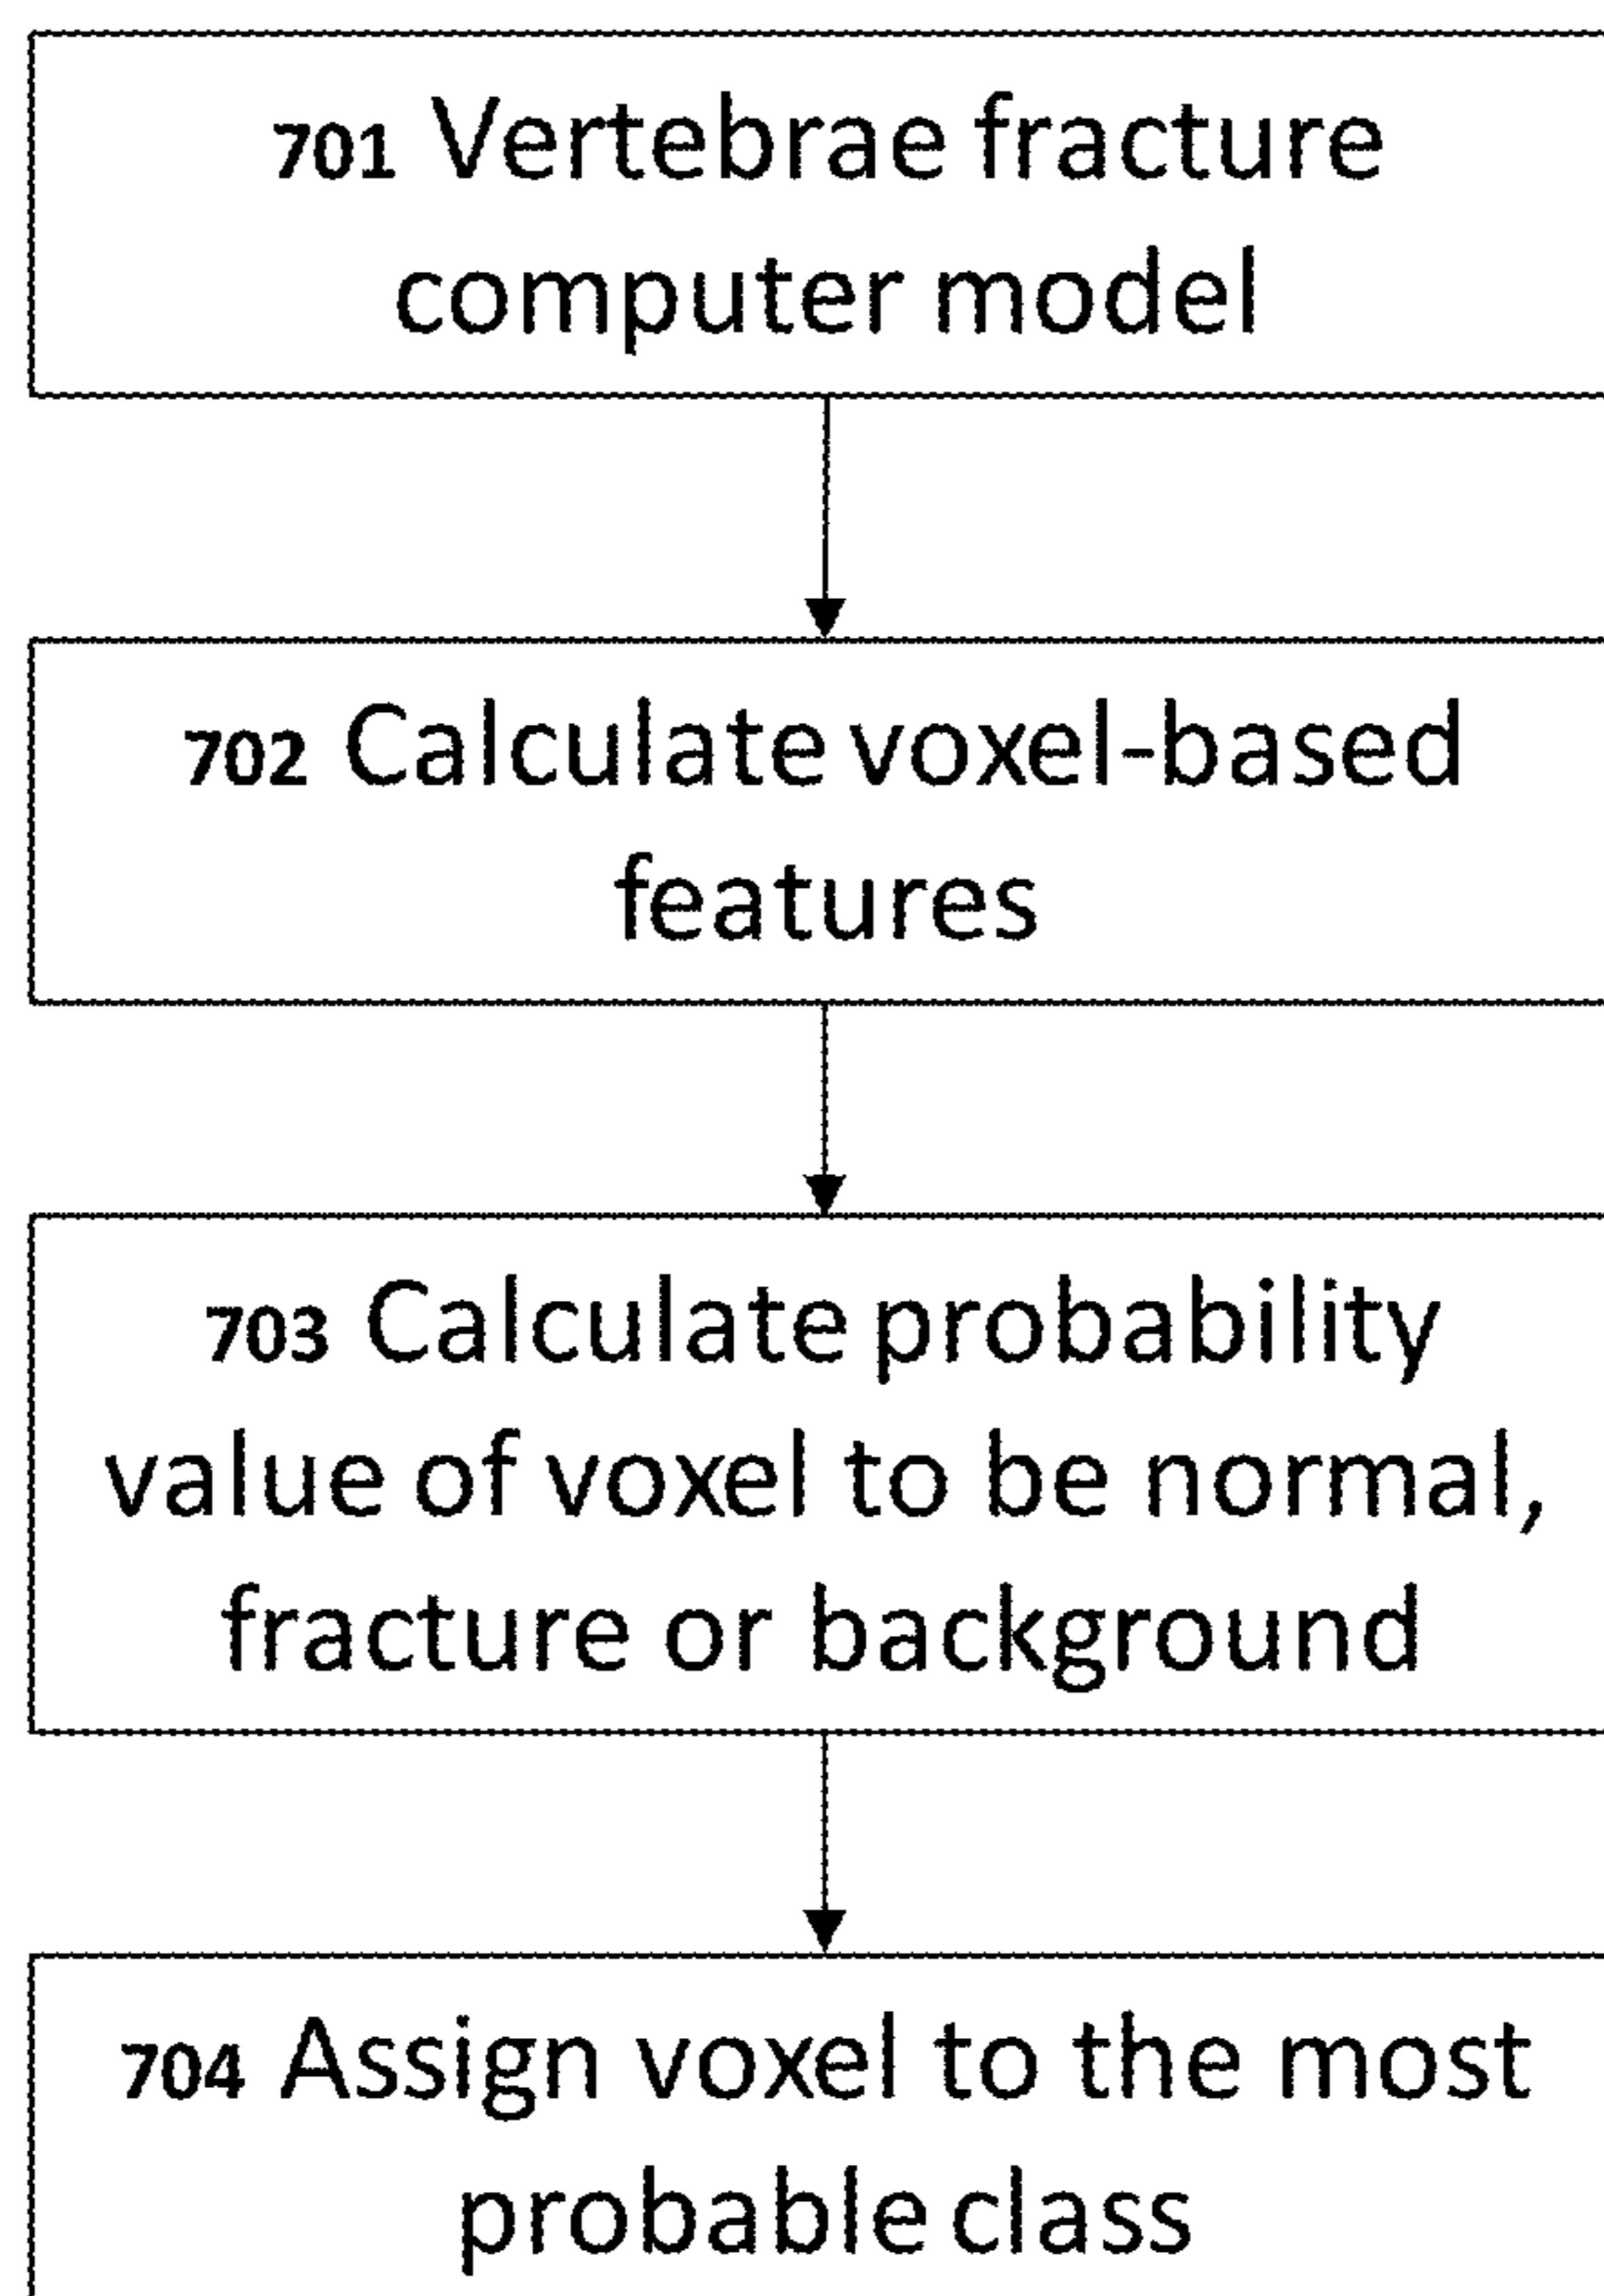 701 Vertebrae fracture
computer model
702 Calculate voxel-based
features
703 Calculate probability
value of voxel to be normal,
fracture or background
704 Assign voxel to the most
probable class